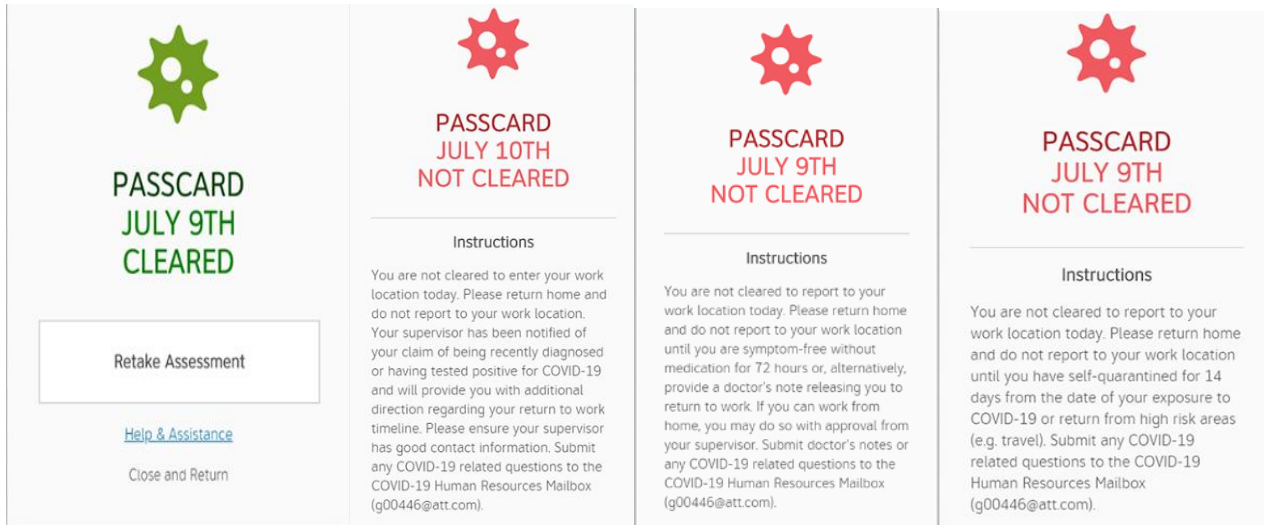 PASSCARD
JULY 9TH
CLEARED
Retake Assessment
Help & Assistance
Close and Return
PASSCARD
JULY 10TH
NOT CLEARED
Instructions
You are not cleared to enter your work
location today. Please return home and
do not report to your work location.
Your supervisor has been notified of
your claim of being recently diagnosed
or having tested positive for COVID-19
and will provide you with additional
direction regarding your return to work
timeline. Please ensure your supervisor
has good contact information. Submit
any COVID-19 related questions to the
COVID-19 Human Resources Mailbox
(g00446@att.com).
PASSCARD
JULY 9TH
NOT CLEARED
Instructions
You are not cleared to report to your
work location today. Please return home
and do not report to your work location
until you are symptom-free without
medication for 72 hours or, alternatively,
provide a doctor's note releasing you to
return to work. If you can work from
home, you may do so with approval from
your supervisor. Submit doctor's notes or
any COVID-19 related questions to the
COVID-19 Human Resources Mailbox
(g00446@att.com).
PASSCARD
JULY 9TH
NOT CLEARED
Instructions
You are not cleared to report to your
work location today. Please return home
and do not report to your work location
until you have self-quarantined for 14
days from the date of your exposure to
COVID-19 or return from high risk areas
(e.g. travel). Submit any COVID-19
related questions to the COVID-19
Human Resources Mailbox
(g00446@att.com).